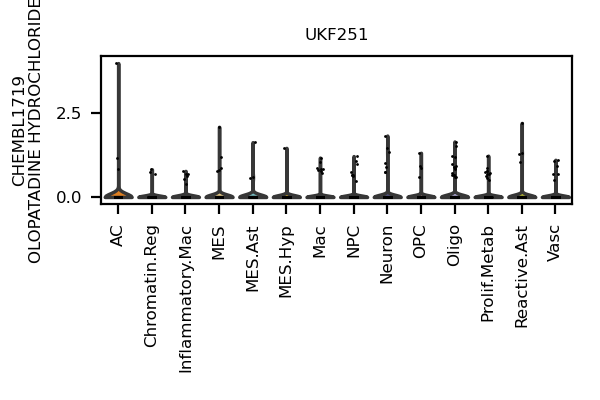 UKF251
CHEMBL1719
OLOPATADINE HYDROCHLORIDE
2.5
0.0
AC
Chromatin.Reg
Inflammatory.Mac
MES
MES.Ast
MES.Hyp
Mac
NPC
Neuron
OPC
Oligo
Prolif.Metab
Reactive.Ast
Vasc